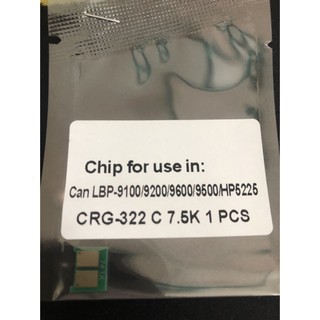 Chip for use in:
Can LBP-9100/9200/9600/9500/HP5225
CRG-322 C 7.5K 1 PCS